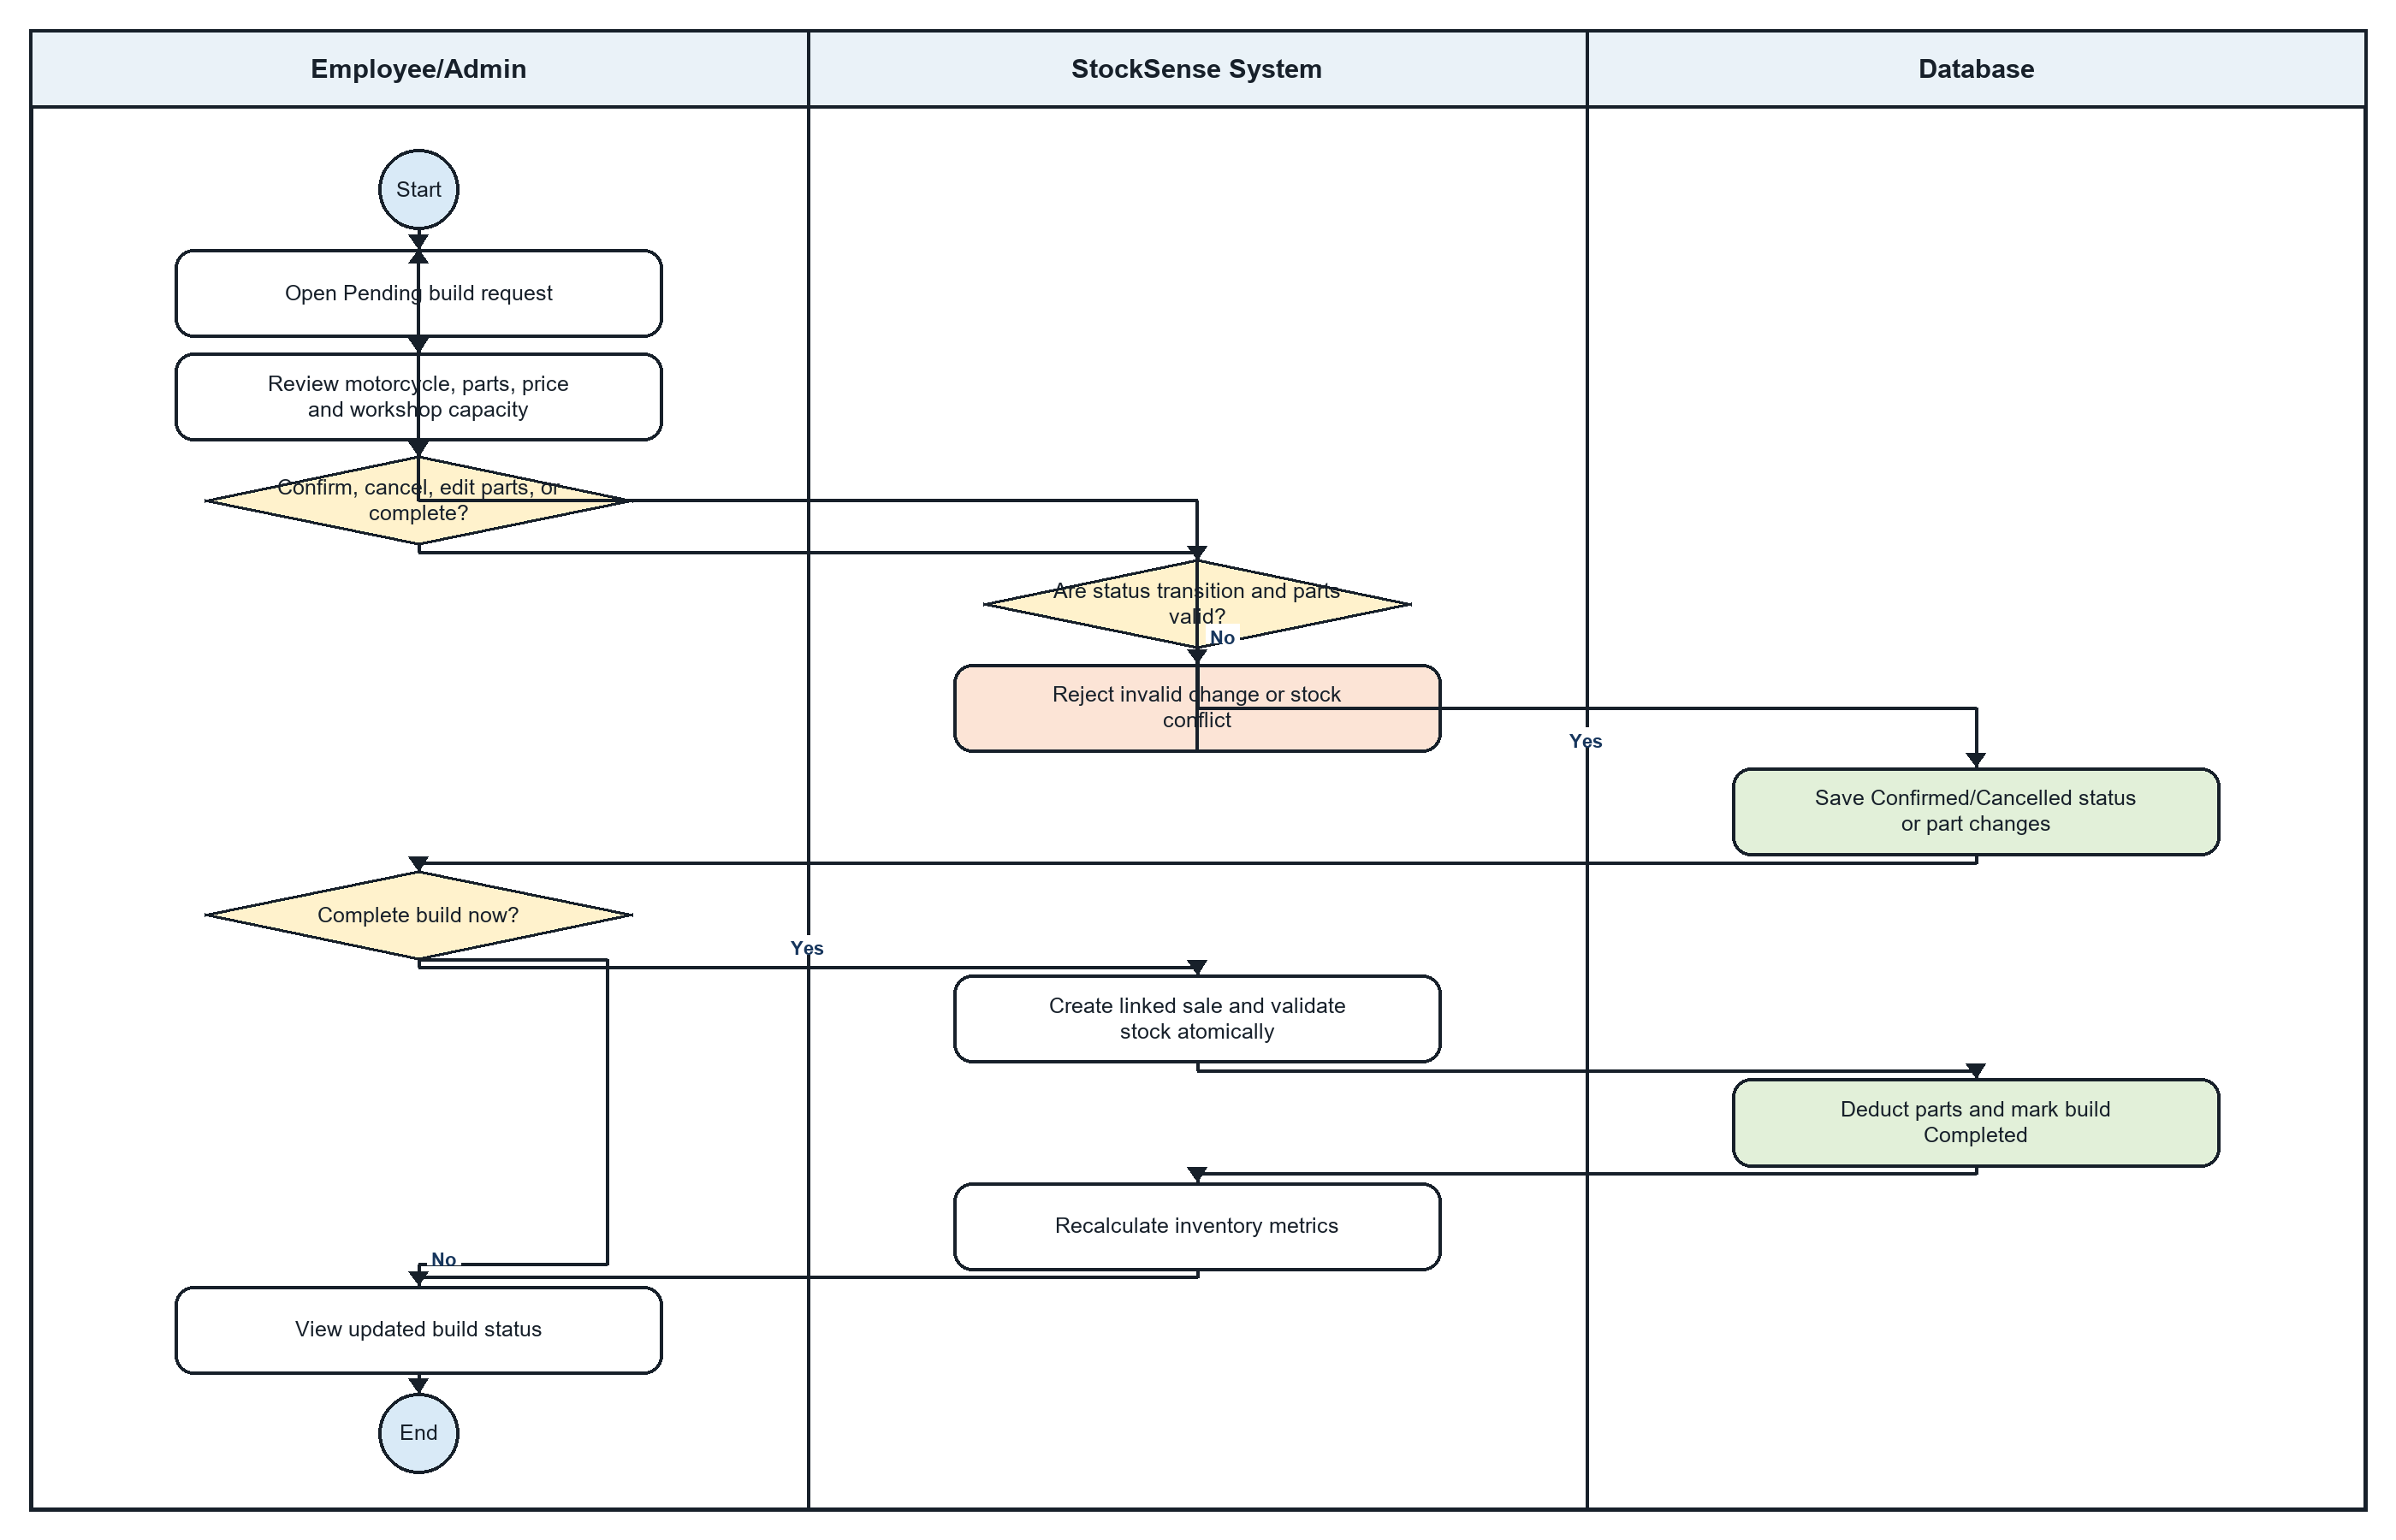 Employee/Admin
StockSense System
Database
Start
Open Pending build request
Review motorcycle, parts, price
and workshop capacity
Confirm, cancel, edit parts, or
complete?
Are status transition and parts
valid?
No
Reject invalid change or stock
conflict
Yes
Save Confirmed/Cancelled status
or part changes
Complete build now?
Yes
Create linked sale and validate
stock atomically
Deduct parts and mark build
Completed
Recalculate inventory metrics
No
View updated build status
End